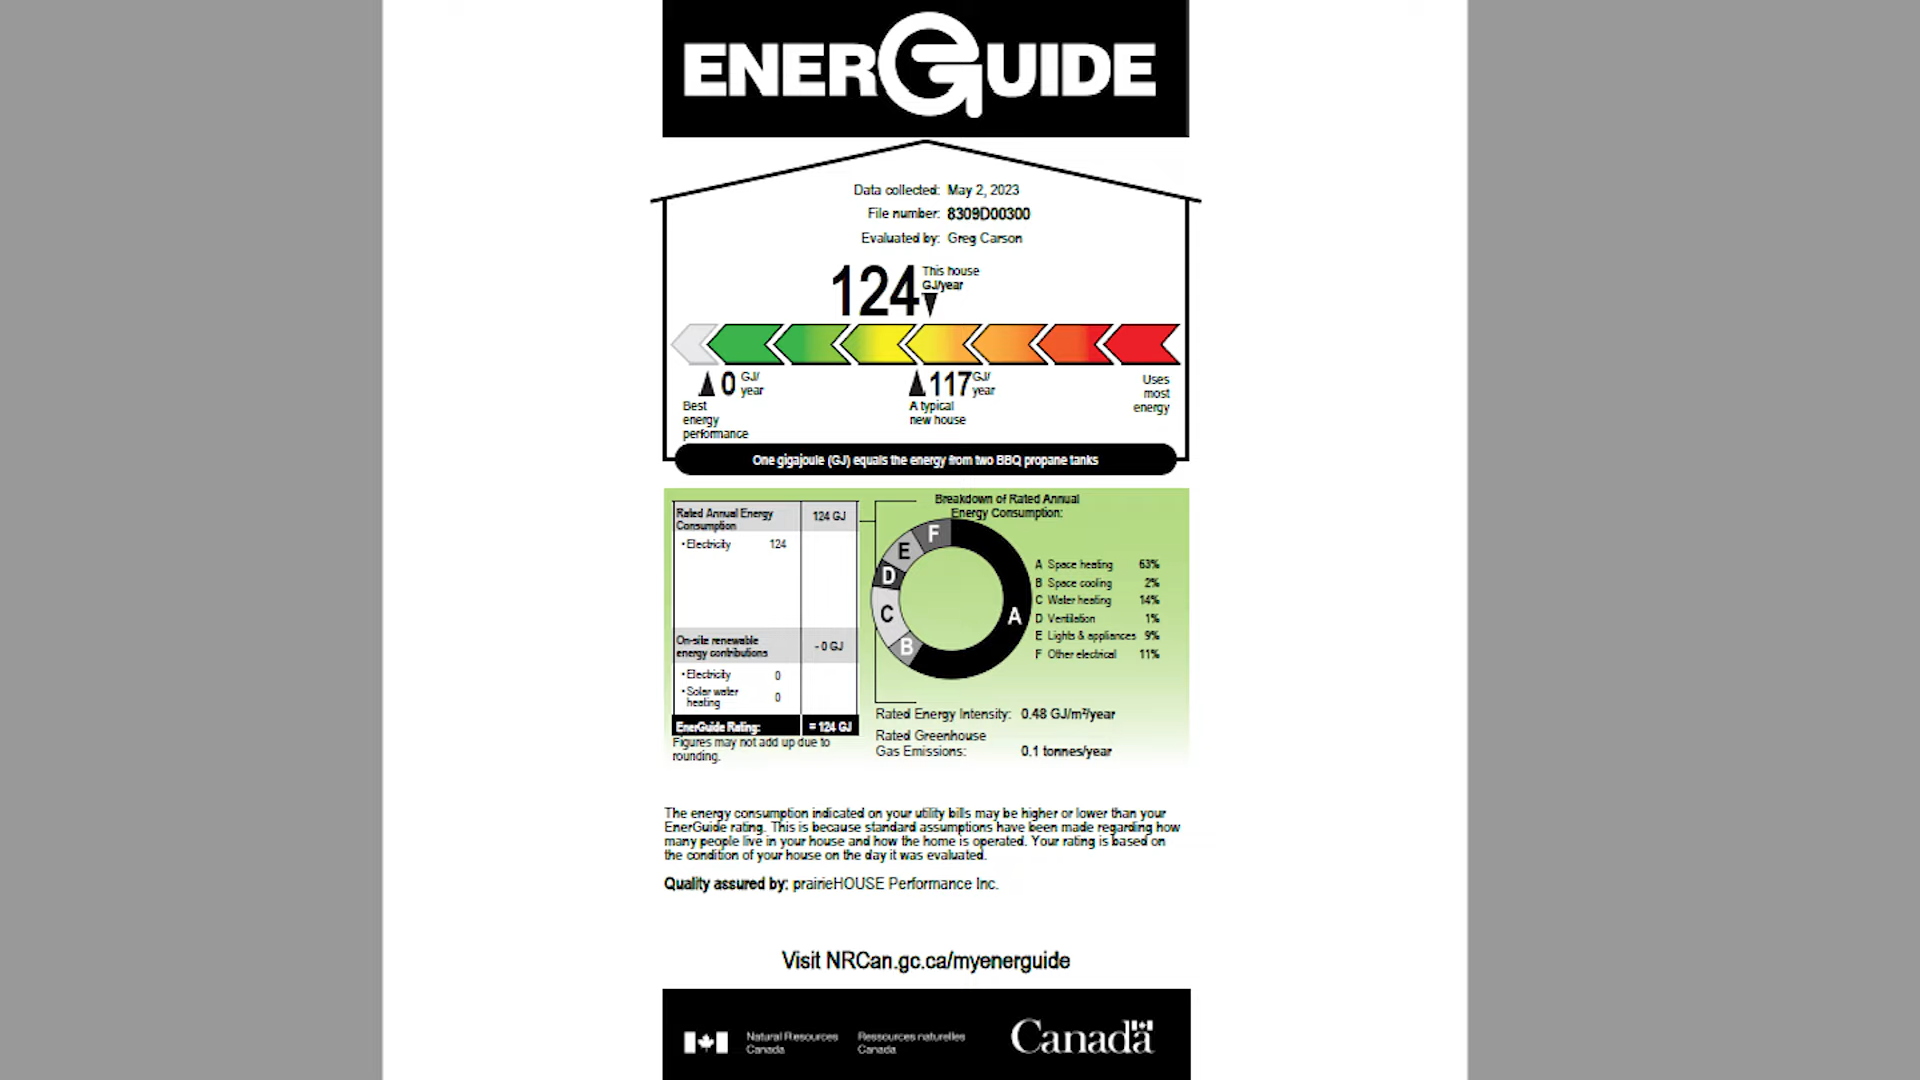 ENERGUIDE
Data collected: May 2, 2023
File number: 8309D00300
Evaluated by: Greg Carson
124
This house
GJ/year
0 GJ/
year
Best
energy
performance
117 GJ/
year
A typical
new house
Uses
most
energy
One gigajoule (GJ) equals the energy from two BBQ propane tanks
Rated Annual Energy
Consumption
124 GJ
• Electricity 124
On-site renewable
energy contributions
- 0 GJ
• Electricity 0
• Solar water
heating
0
EnerGuide Rating: = 124 GJ
Figures may not add up due to
rounding.
Breakdown of Rated Annual
Energy Consumption:
F
E
D
C
B
A
A Space heating 63%
B Space cooling 2%
C Water heating 14%
D Ventilation 1%
E Lights & appliances 9%
F Other electrical 11%
Rated Energy Intensity: 0.48 GJ/m²/year
Rated Greenhouse
Gas Emissions: 0.1 tonnes/year
The energy consumption indicated on your utility bills may be higher or lower than your
EnerGuide rating. This is because standard assumptions have been made regarding how
many people live in your house and how the home is operated. Your rating is based on
the condition of your house on the day it was evaluated.
Quality assured by: prairieHOUSE Performance Inc.
Visit NRCan.gc.ca/myenerguide
Natural Resources
Canada
Ressources naturelles
Canada
Canada